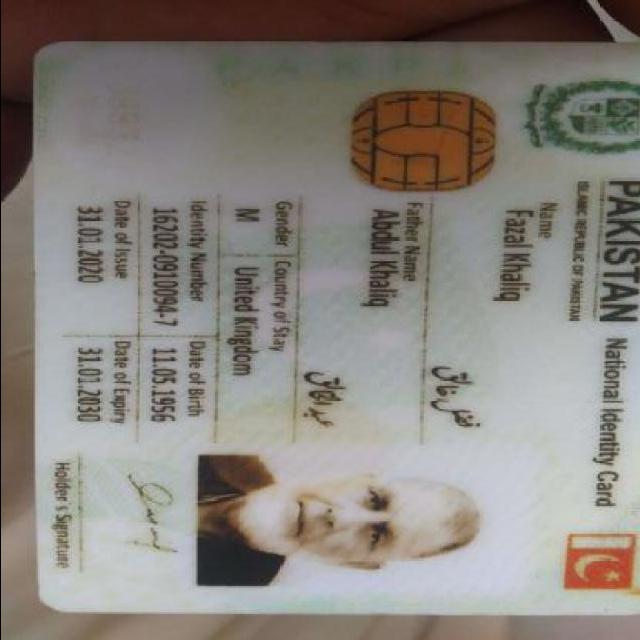 PAKISTAN National Identity Card
ISLAMIC REPUBLIC OF PAKISTAN
Name
Fazal Khaliq
فضل خالق
Father Name
Abdul Khaliq
عبدالخالق
Gender Country of Stay
M United Kingdom
Identity Number Date of Birth
16202-0910094-7 11.05.1956
Date of Issue Date of Expiry
31.01.2020 31.01.2030
Holder's Signature